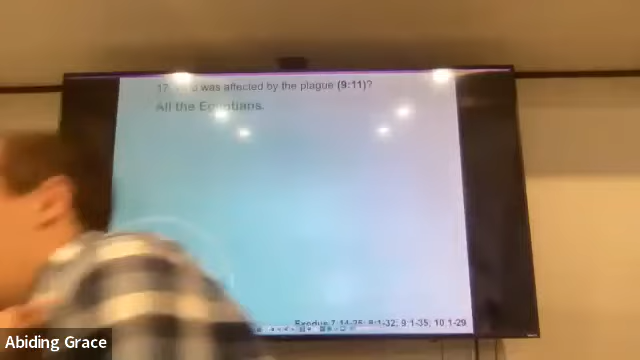 17. was affected by the plague (9:11)?
All the Egyptians.
Exodus 7:14-25; 8:1-32; 9:1-35; 10:1-29
Abiding Grace